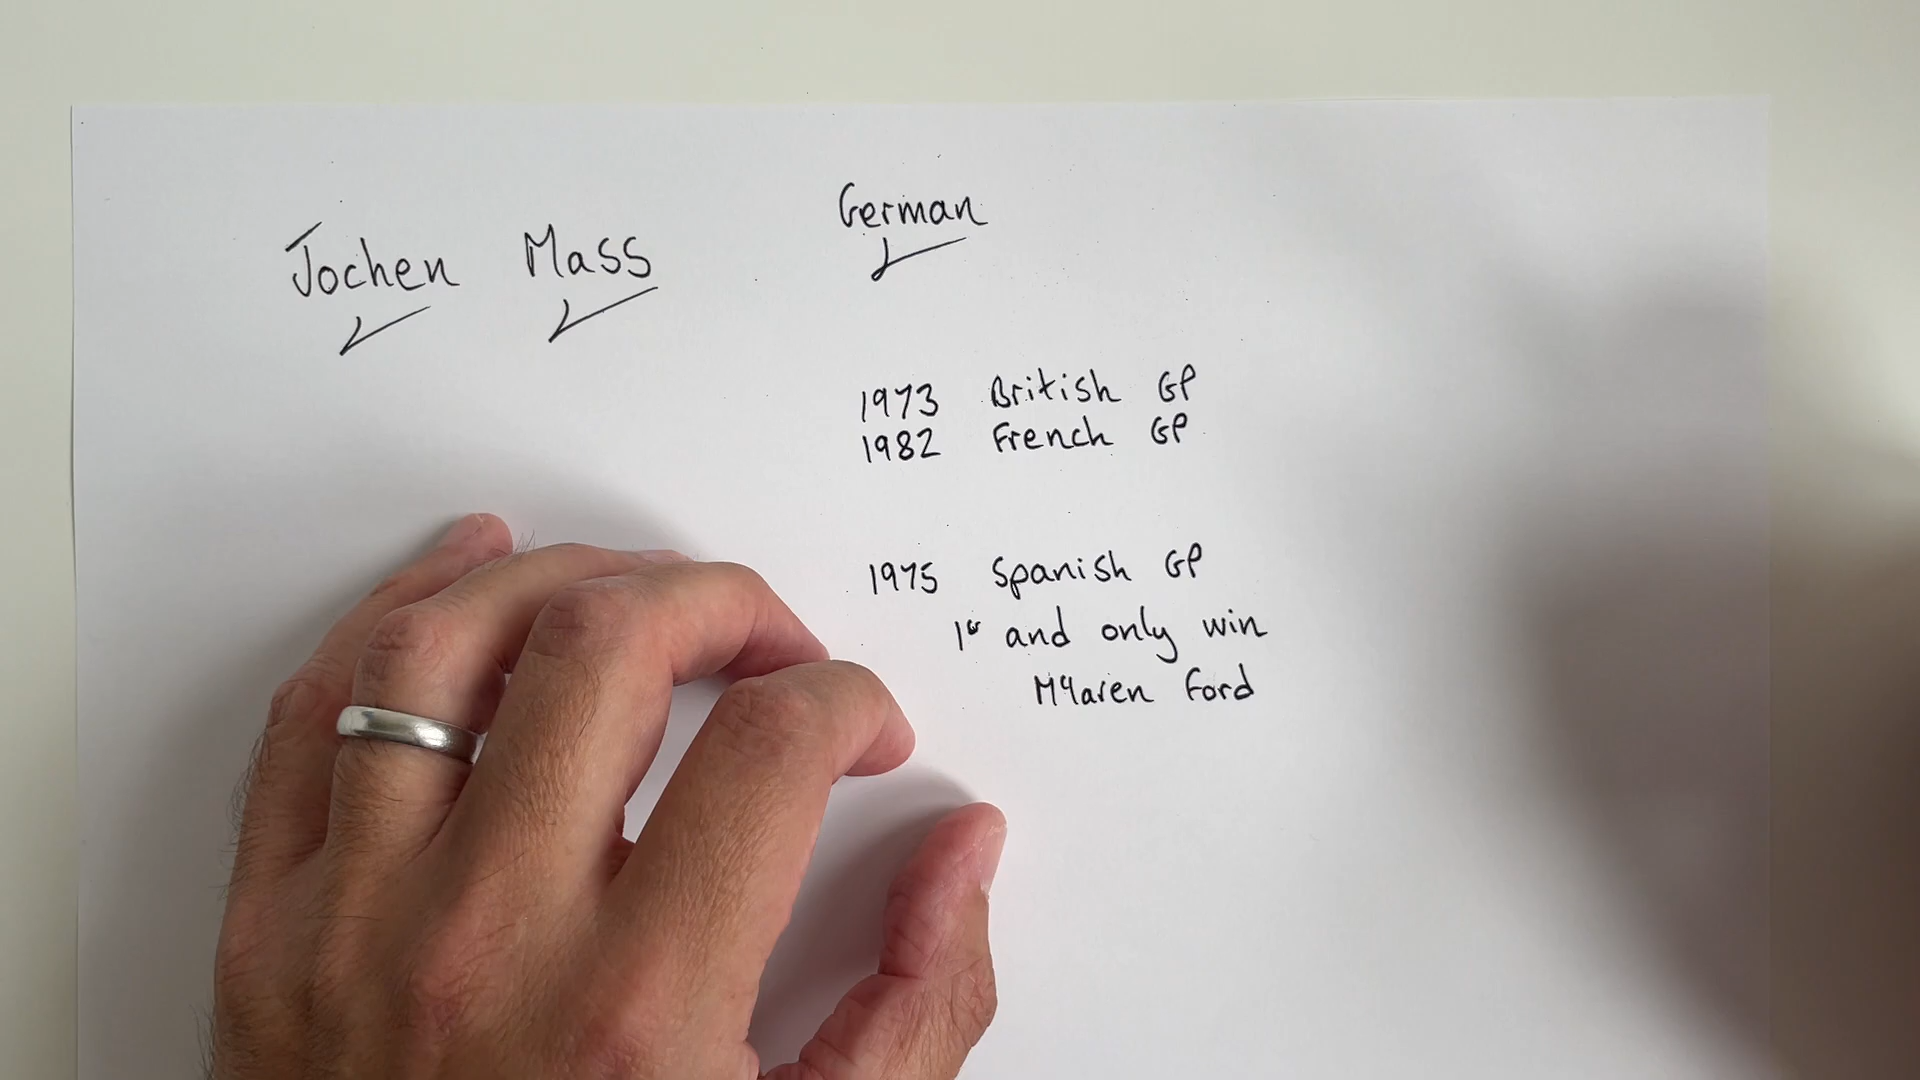 Jochen Mass
German
1973 British GP
1982 French GP
1975 Spanish GP
1st and only win
McLaren Ford